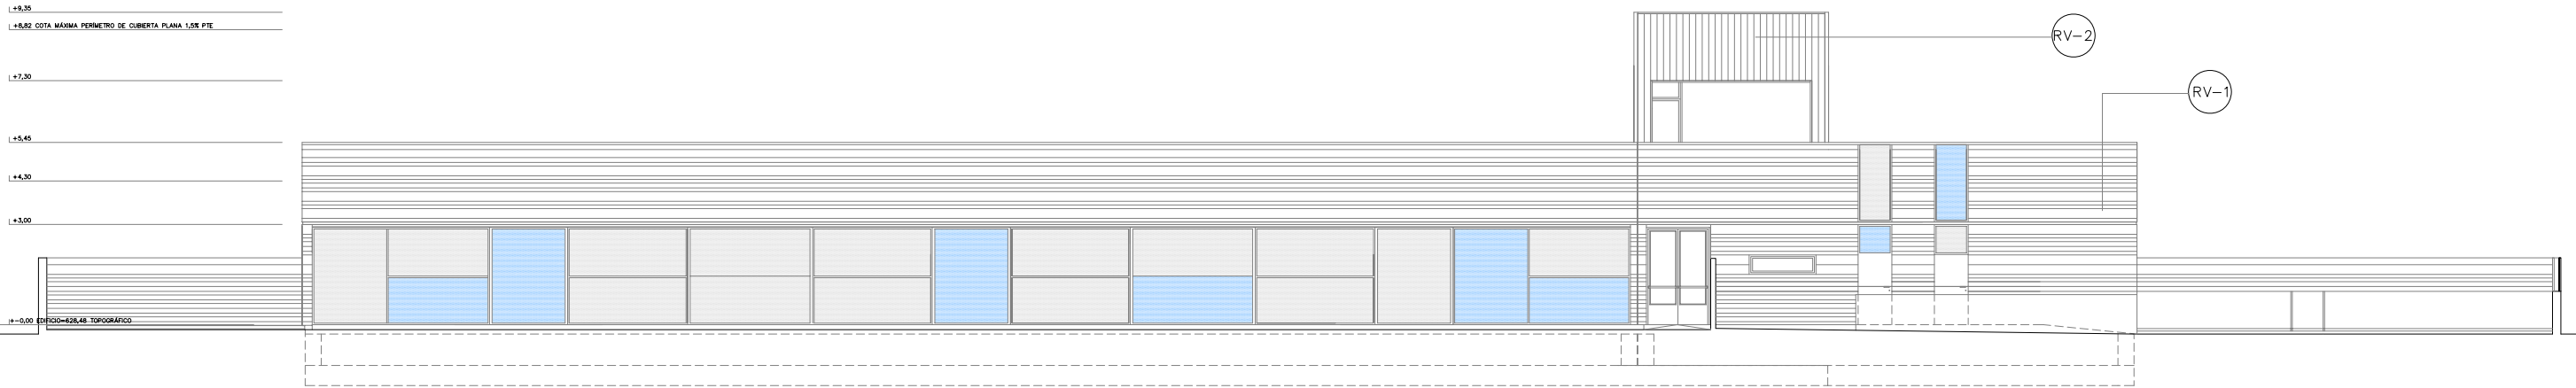 +9,35
+8,82 COTA MÁXIMA PERÍMETRO DE CUBIERTA PLANA 1,5% PTE
RV-2
+7,30
RV-1
+5,45
+4,30
+3,00
+-0,00 EDIFICIO=628,48 TOPOGRÁFICO